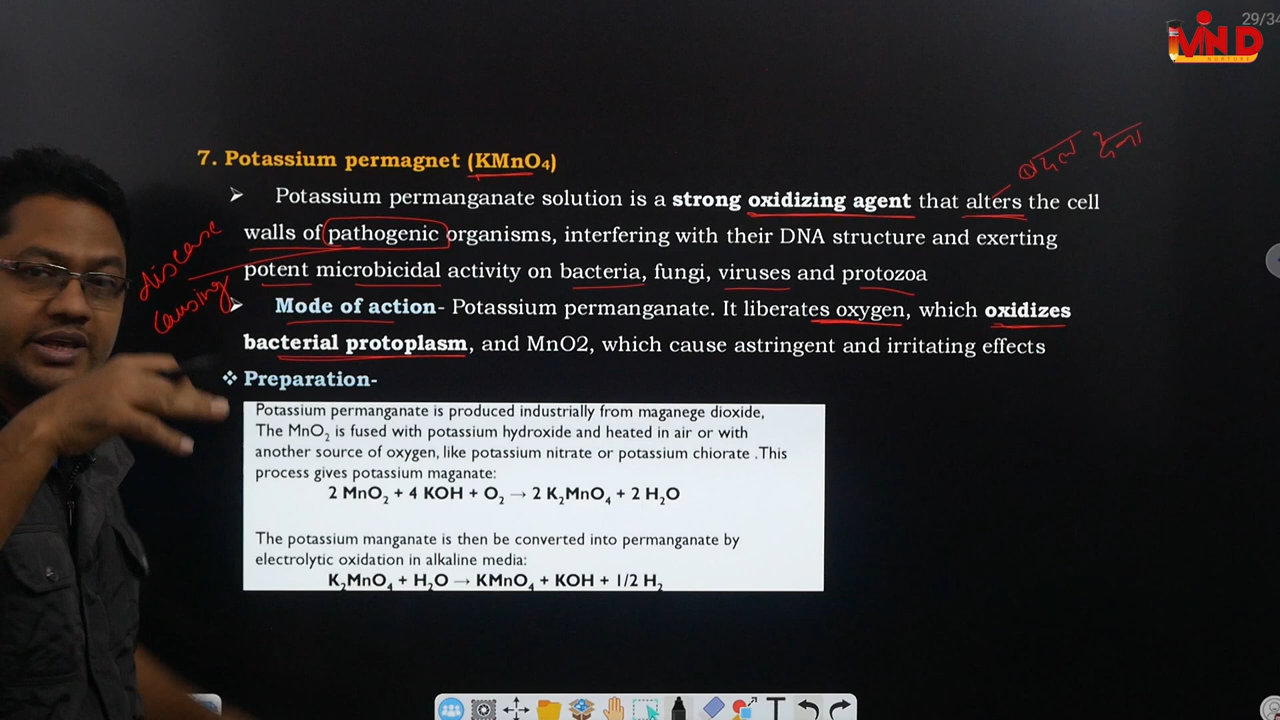 29/34
MIND
NURTURE
7. Potassium permagnet (KMnO₄)
बदल देना
➤ Potassium permanganate solution is a strong oxidizing agent that alters the cell
walls of pathogenic organisms, interfering with their DNA structure and exerting
potent microbicidal activity on bacteria, fungi, viruses and protozoa
disease
causing
➤ Mode of action- Potassium permanganate. It liberates oxygen, which oxidizes
bacterial protoplasm, and MnO2, which cause astringent and irritating effects
❖ Preparation-
Potassium permanganate is produced industrially from maganege dioxide,
The MnO₂ is fused with potassium hydroxide and heated in air or with
another source of oxygen, like potassium nitrate or potassium chiorate .This
process gives potassium maganate:
2 MnO₂ + 4 KOH + O₂ → 2 K₂MnO₄ + 2 H₂O
The potassium manganate is then be converted into permanganate by
electrolytic oxidation in alkaline media:
K₂MnO₄ + H₂O → KMnO₄ + KOH + 1/2 H₂